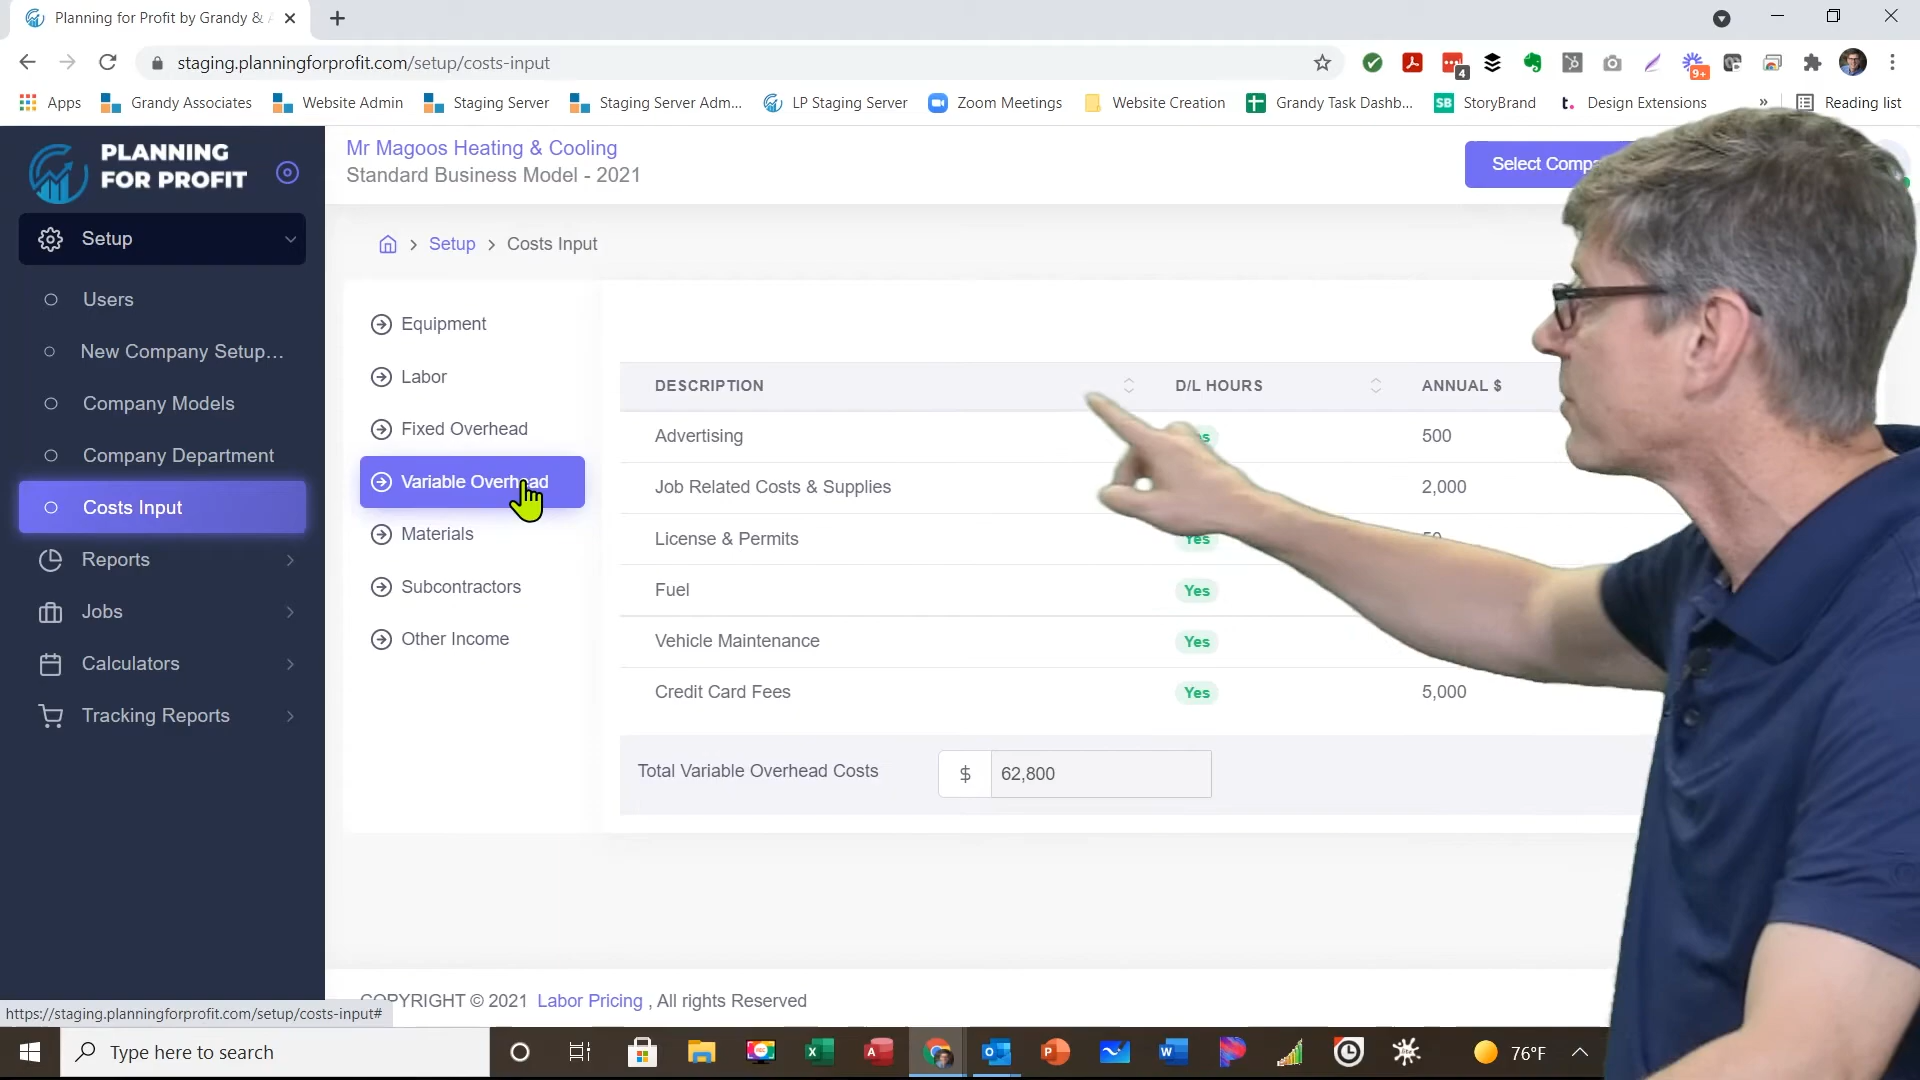 Planning for Profit by Grandy &
staging.planningforprofit.com/setup/costs-input
4
9+
Apps
Grandy Associates
Website Admin
Staging Server
Staging Server Adm...
LP Staging Server
Zoom Meetings
Website Creation
Grandy Task Dashb...
SB StoryBrand
t. Design Extensions
»
Reading list
PLANNING
FOR PROFIT
Mr Magoos Heating & Cooling
Standard Business Model - 2021
Select
Setup
Users
New Company Setup...
Company Models
Company Department
Costs Input
Reports
Jobs
Calculators
Tracking Reports
Setup
Costs Input
Equipment
Labor
Fixed Overhead
Variable Overhead
Materials
Subcontractors
Other Income
DESCRIPTION D/L HOURS ANNUAL $
Advertising 500
Job Related Costs & Supplies 2,000
License & Permits Yes
Fuel Yes
Vehicle Maintenance Yes
Credit Card Fees Yes 5,000
Total Variable Overhead Costs $ 62,800
COPYRIGHT © 2021 Labor Pricing , All rights Reserved
https://staging.planningforprofit.com/setup/costs-input#
Type here to search
76°F